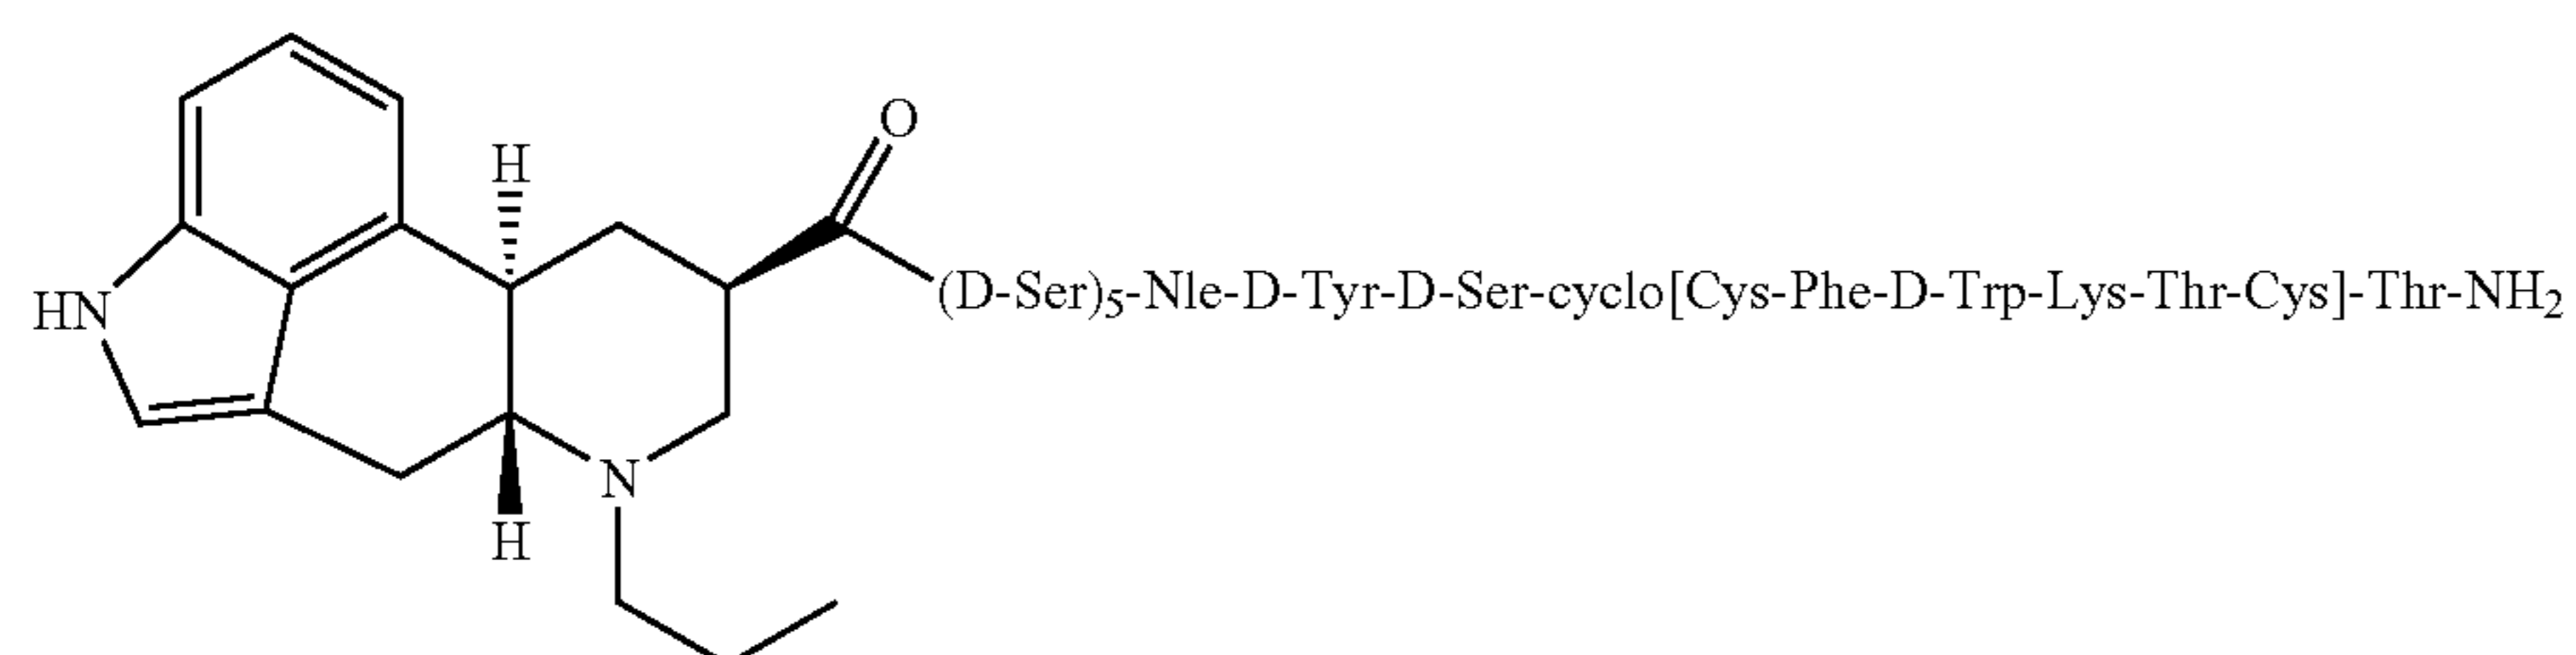 O
H
HN
(D-Ser)5-Nle-D-Tyr-D-Ser-cyclo[Cys-Phe-D-Trp-Lys-Thr-Cys]-Thr-NH2
N
H